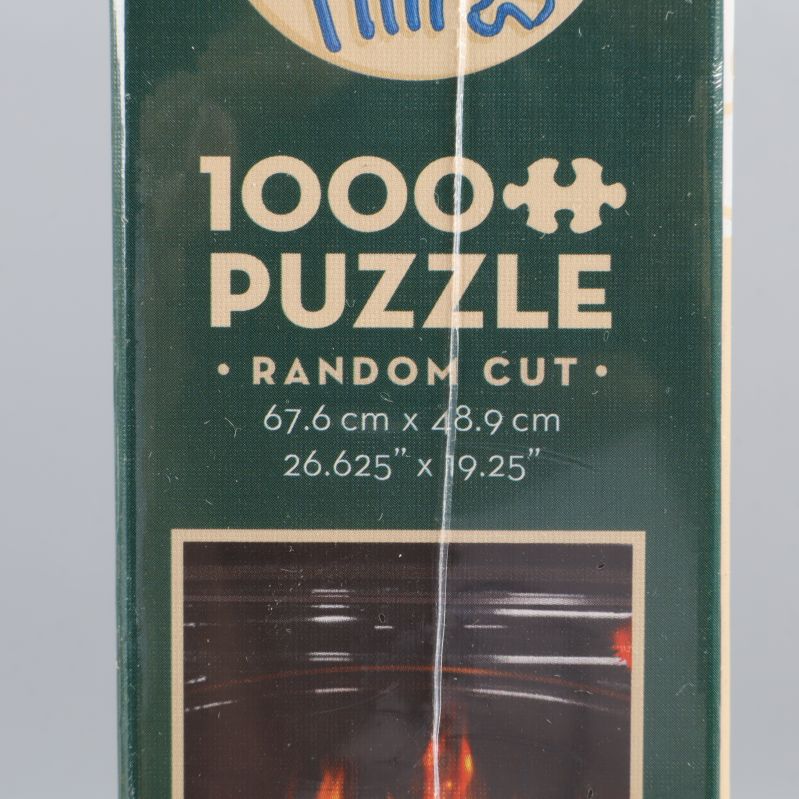 1000
PUZZLE
• RANDOM CUT •
67.6 cm x 48.9 cm
26.625” x 19.25”